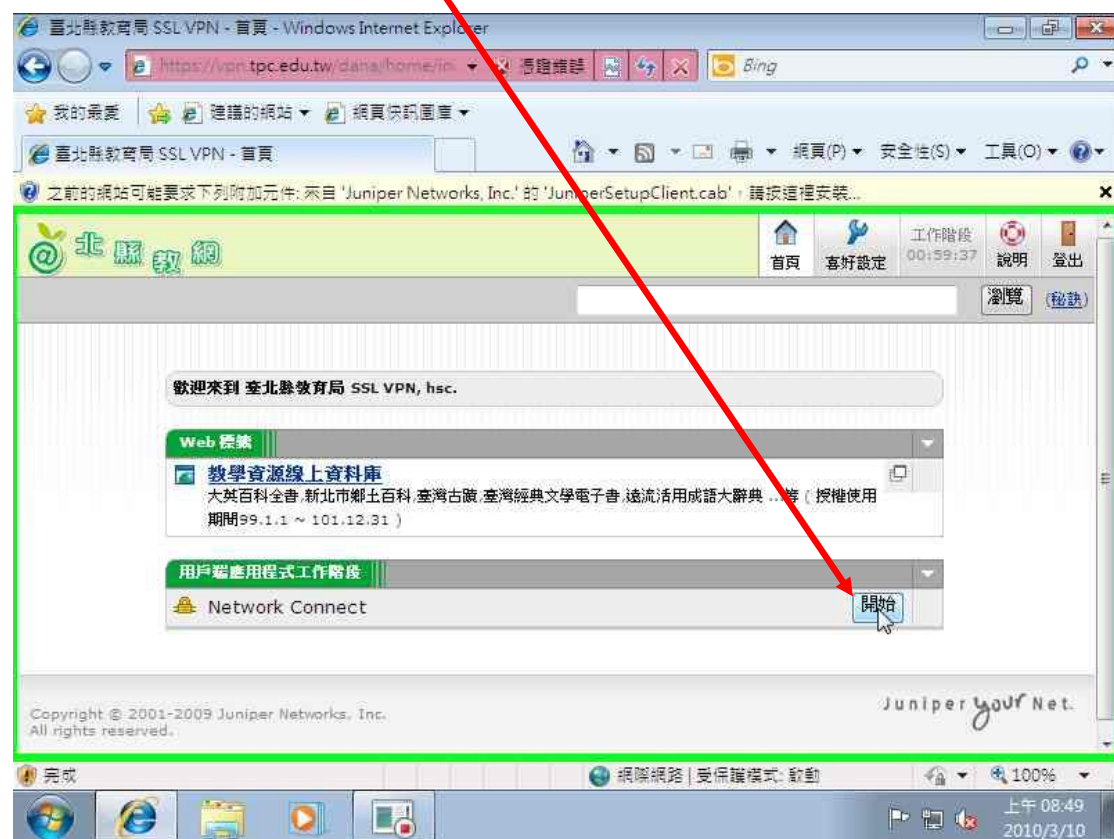 臺北縣教育局 SSL VPN - 首頁 - Windows Internet Explorer
https://vpn.tpc.edu.tw/dana/home/in 憑證錯誤 Bing
我的最愛 建議的網站 網頁快訊圖庫
臺北縣教育局 SSL VPN - 首頁 網頁(P) 安全性(S) 工具(O)
之前的網站可能要求下列附加元件: 來自 'Juniper Networks, Inc.' 的 'JuniperSetupClient.cab',請按這裡安裝...
北縣教網 首頁 喜好設定 工作階段 00:59:37 說明 登出
瀏覽 (秘訣)
歡迎來到 臺北縣教育局 SSL VPN, hsc.
Web 標籤
教學資源線上資料庫
大英百科全書,新北市鄉土百科,臺灣古蹟,臺灣經典文學電子書,遠流活用成語大辭典 ...等 ( 授權使用
期間99.1.1 ~ 101.12.31 )
用戶端應用程式工作階段
Network Connect 開始
Copyright © 2001-2009 Juniper Networks, Inc.
All rights reserved.
Juniper your Net.
完成 網際網路 | 受保護模式: 啟動 100%
上午 08:49
2010/3/10